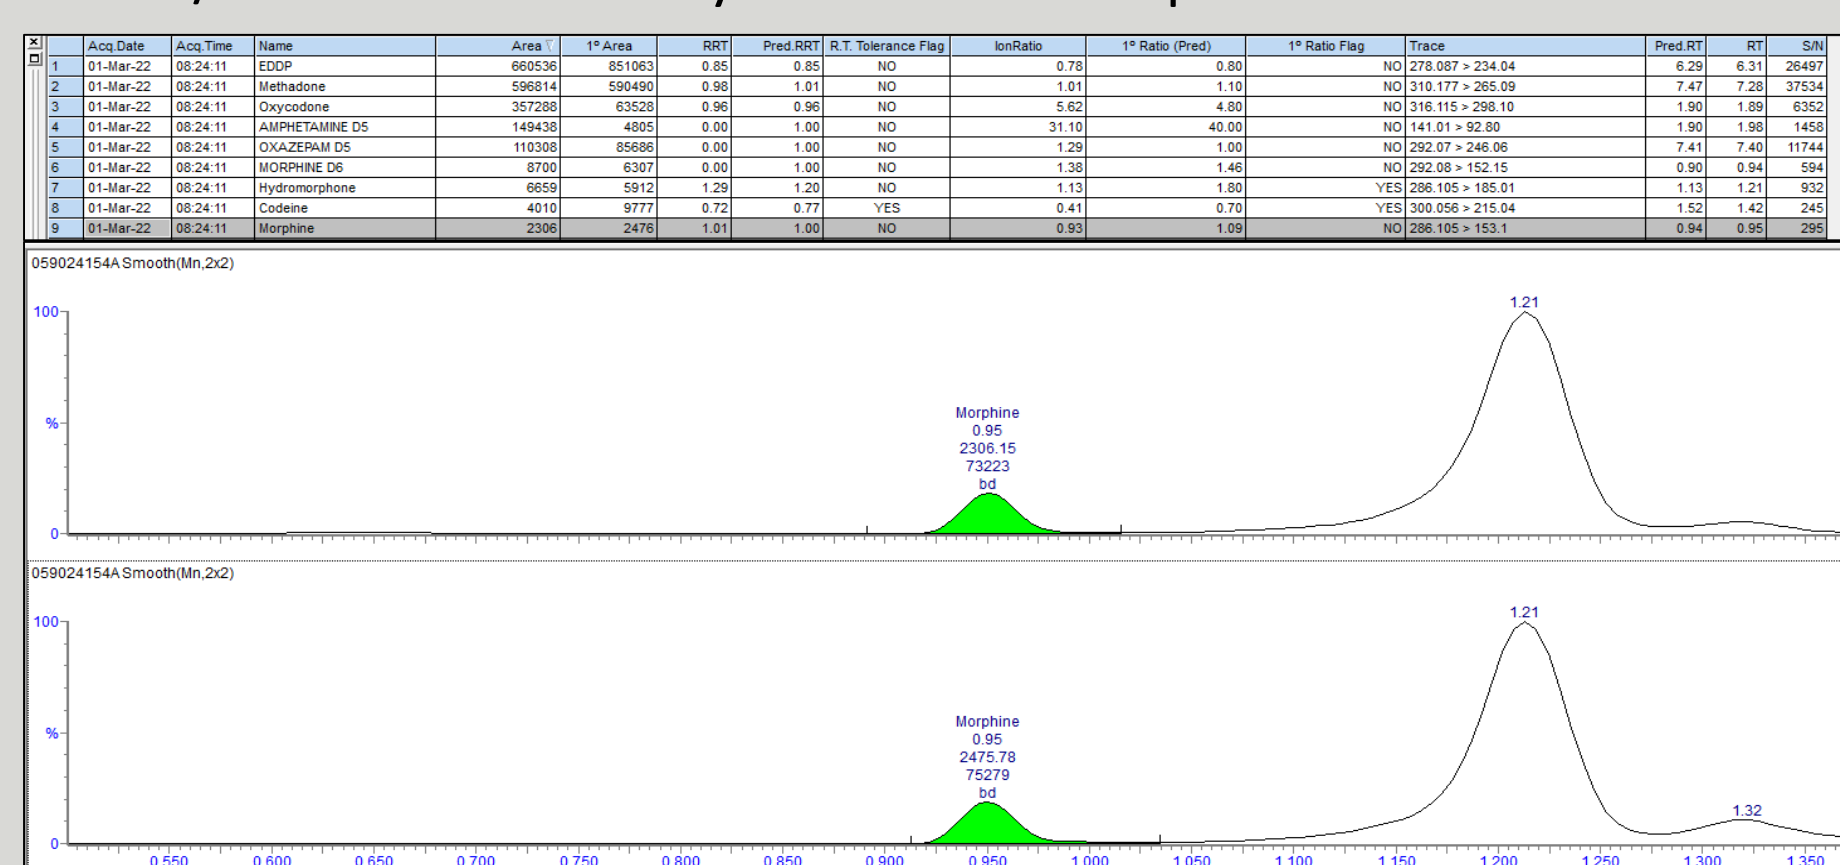 Acq.Date Acq.Time Name Area 1º Area RRT Pred.RRT R.T. Tolerance Flag IonRatio 1º Ratio (Pred) 1º Ratio Flag Trace Pred.RT RT S/N
1 01-Mar-22 08:24:11 EDDP 660536 851063 0.85 0.85 NO 0.78 0.80 NO 278.087 > 234.04 6.29 6.31 26497
2 01-Mar-22 08:24:11 Methadone 596814 590490 0.98 1.01 NO 1.01 1.10 NO 310.177 > 265.09 7.47 7.28 37534
3 01-Mar-22 08:24:11 Oxycodone 357288 63528 0.96 0.96 NO 5.62 4.80 NO 316.115 > 298.10 1.90 1.89 6352
4 01-Mar-22 08:24:11 AMPHETAMINE D5 149438 4805 0.00 1.00 NO 31.10 40.00 NO 141.01 > 92.80 1.90 1.98 1458
5 01-Mar-22 08:24:11 OXAZEPAM D5 110308 85686 0.00 1.00 NO 1.29 1.00 NO 292.07 > 246.06 7.41 7.40 11744
6 01-Mar-22 08:24:11 MORPHINE D6 8700 6307 0.00 1.00 NO 1.38 1.46 NO 292.08 > 152.15 0.90 0.94 594
7 01-Mar-22 08:24:11 Hydromorphone 6659 5912 1.29 1.20 NO 1.13 1.80 YES 286.105 > 185.01 1.13 1.21 932
8 01-Mar-22 08:24:11 Codeine 4010 9777 0.72 0.77 YES 0.41 0.70 YES 300.056 > 215.04 1.52 1.42 245
9 01-Mar-22 08:24:11 Morphine 2306 2476 1.01 1.00 NO 0.93 1.09 NO 286.105 > 153.1 0.94 0.95 295
059024154A Smooth(Mn,2x2)
1.21
100
Morphine
0.95
%
2306.15
73223
bd
0
059024154A Smooth(Mn,2x2)
1.21
100
Morphine
%
0.95
2475.78
75279
bd
1.32
0
0.550 0.600 0.650 0.700 0.750 0.800 0.850 0.900 0.950 1.000 1.050 1.100 1.150 1.200 1.250 1.300 1.350